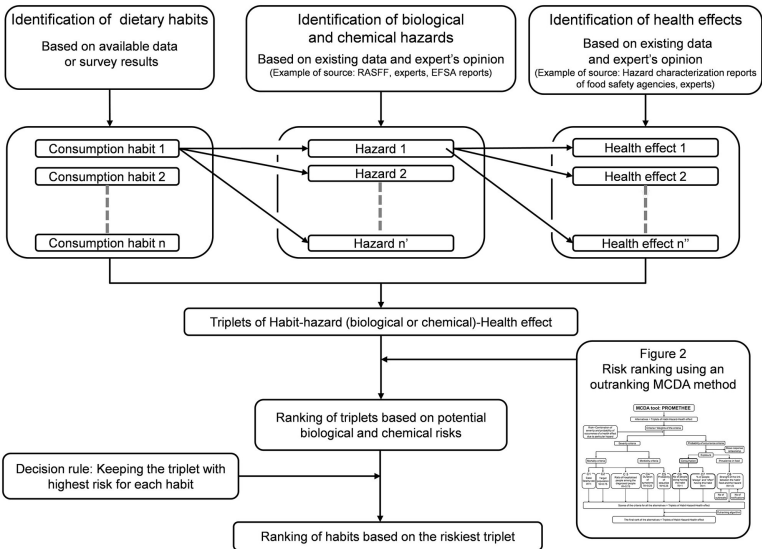 Identification of dietary habits
Based on available data
or survey results
Identification of biological
and chemical hazards
Based on existing data and expert's opinion
(Example of source: RASFF, experts, EFSA reports)
Identification of health effects
Based on existing data
and expert's opinion
(Example of source: Hazard characterization reports
of food safety agencies, experts)
Consumption habit 1
Consumption habit 2
Consumption habit n
Hazard 1
Hazard 2
Hazard n'
Health effect 1
Health effect 2
Health effect n''
Triplets of Habit-hazard (biological or chemical)-Health effect
Figure 2
Risk ranking using an
outranking MCDA method
MCDA tool: PROMETHEE
Ranking of triplets based on potential
biological and chemical risks
Decision rule: Keeping the triplet with
highest risk for each habit
Ranking of habits based on the riskiest triplet